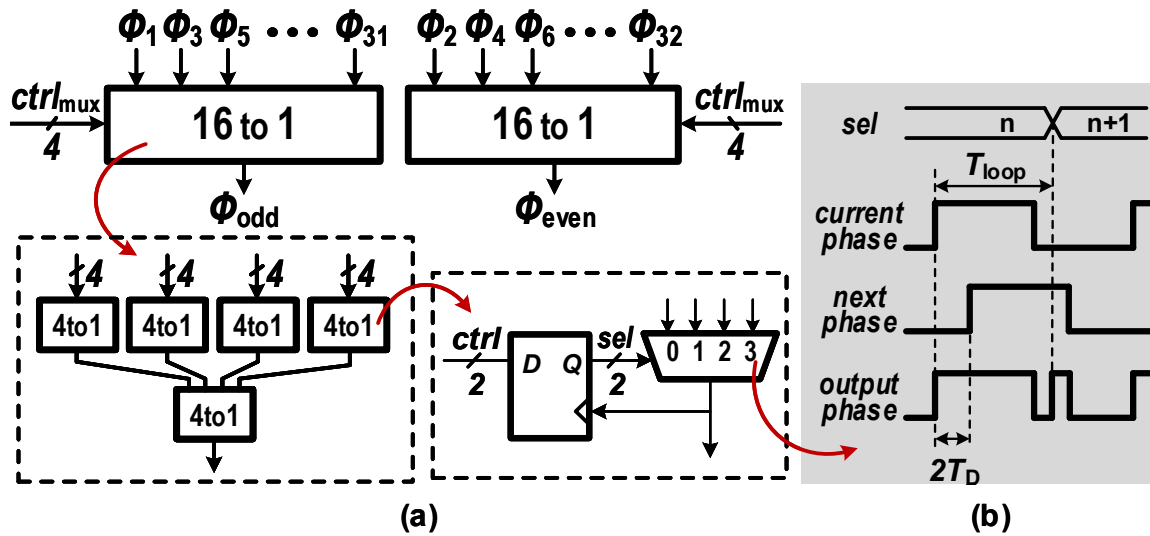 Φ1 Φ3 Φ5 ••• Φ31
Φ2 Φ4 Φ6 ••• Φ32
ctrlmux
4
16 to 1
16 to 1
ctrlmux
4
Φodd
Φeven
4 4 4 4
4to1 4to1 4to1 4to1
4to1
ctrl
2
D Q
sel
2
0 1 2 3
(a)
sel n n+1
Tloop
current
phase
next
phase
output
phase
2TD
(b)